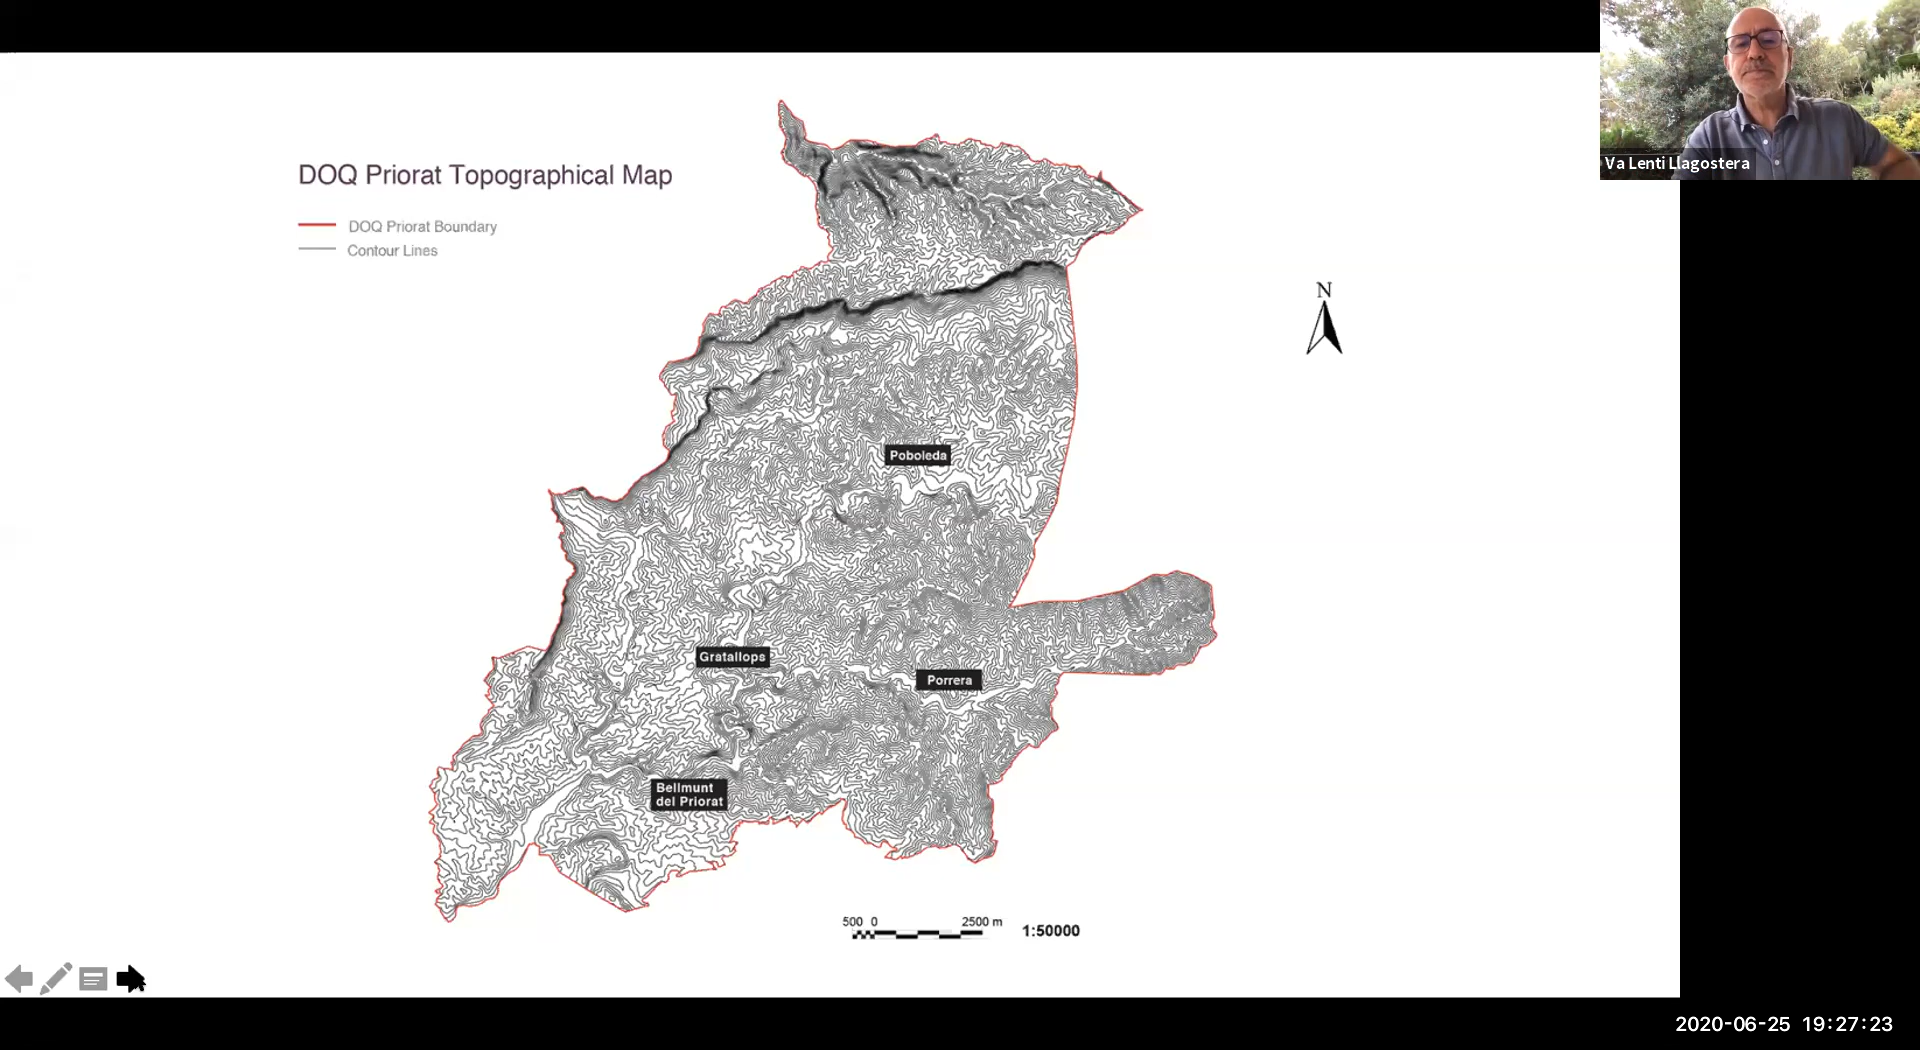 DOQ Priorat Topographical Map
DOQ Priorat Boundary
Contour Lines
N
Poboleda
Gratallops
Porrera
Bellmunt
del Priorat
500 0 2500 m
1:50000
Va Lenti Llagostera
2020-06-25 19:27:23